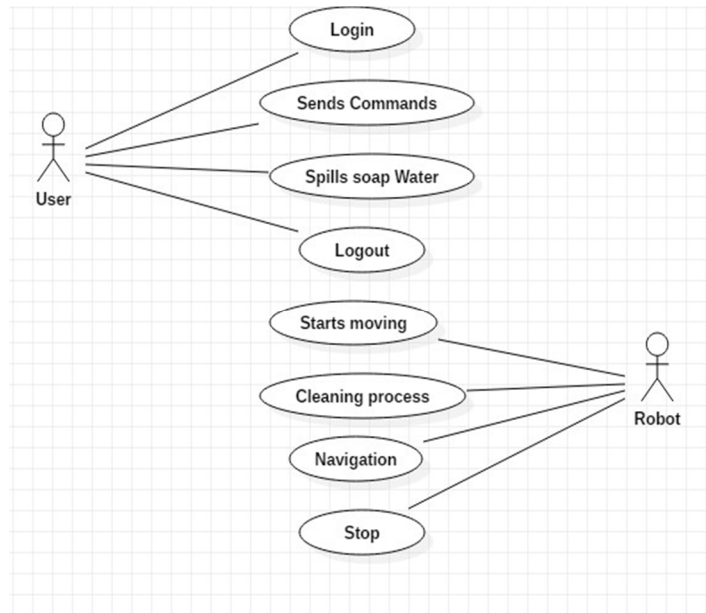 Login
Sends Commands
Spills soap Water
User
Logout
Starts moving
Cleaning process
Robot
Navigation
Stop